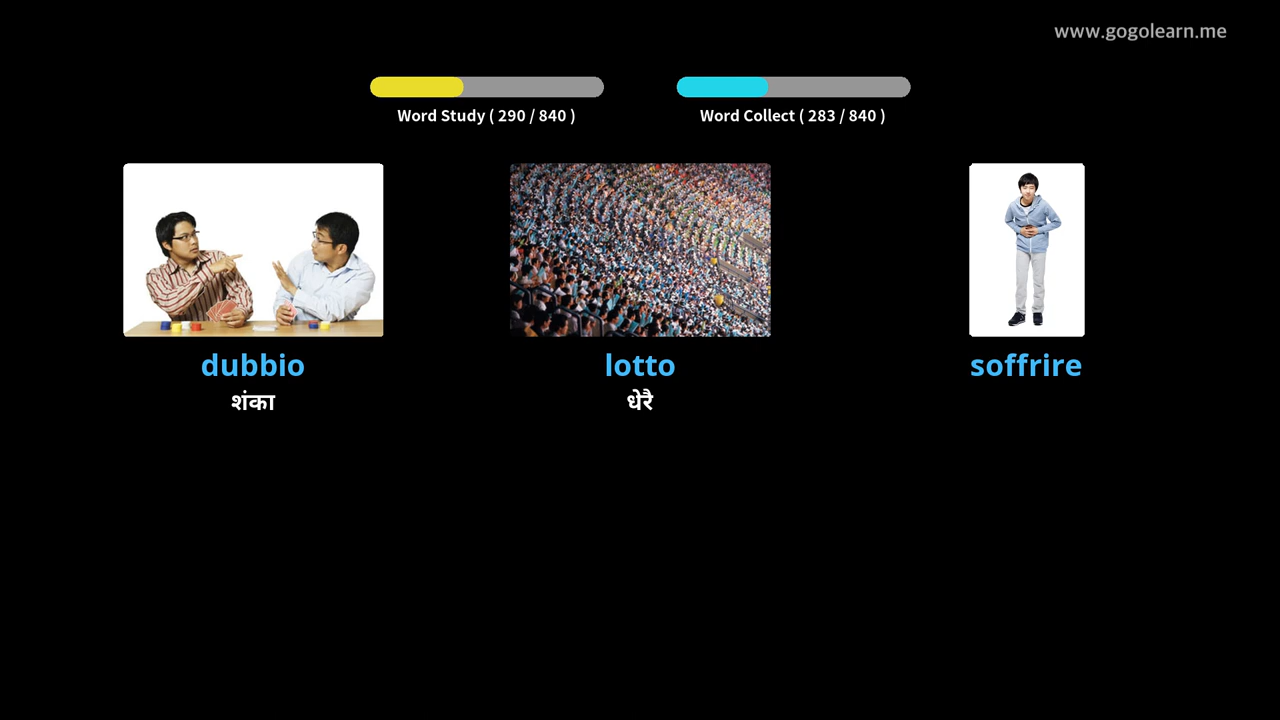 www.gogolearn.me
Word Study ( 290 / 840 )
Word Collect ( 283 / 840 )
dubbio
lotto
soffrire
शंका
धेरै